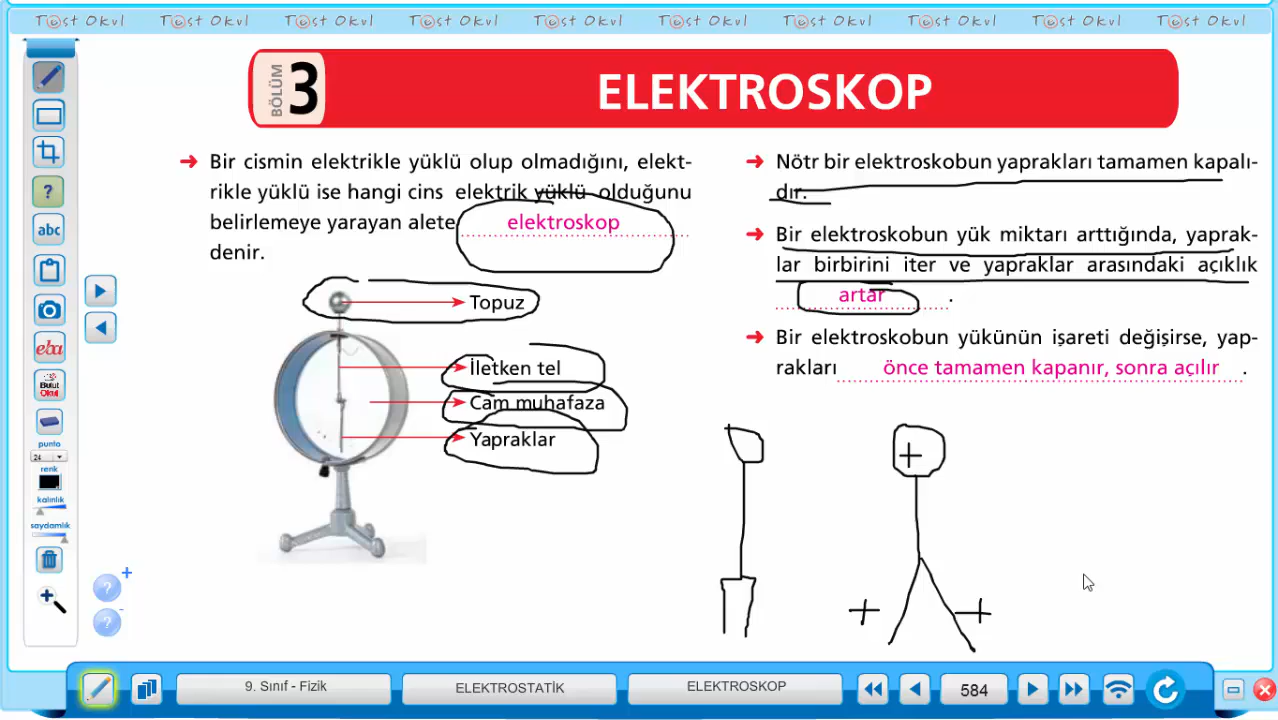 Test Okul Test Okul Test Okul Test Okul Test Okul Test Okul Test Okul Test Okul Test Okul Test Okul
BÖLÜM 3
ELEKTROSKOP
Bir cismin elektrikle yüklü olup olmadığını, elekt-
rikle yüklü ise hangi cins elektrik yüklü olduğunu
belirlemeye yarayan alete elektroskop
denir.
Topuz
İletken tel
Cam muhafaza
Yapraklar
Nötr bir elektroskobun yaprakları tamamen kapalı-
dır.
Bir elektroskobun yük miktarı arttığında, yaprak-
lar birbirini iter ve yapraklar arasındaki açıklık
artar .
Bir elektroskobun yükünün işareti değişirse, yap-
rakları önce tamamen kapanır, sonra açılır .
+
+ +
?
abc
eba
Bulut
Okul
punto
24
renk
kalınlık
saydamlık
? +
? -
9. Sınıf - Fizik
ELEKTROSTATİK
ELEKTROSKOP
584